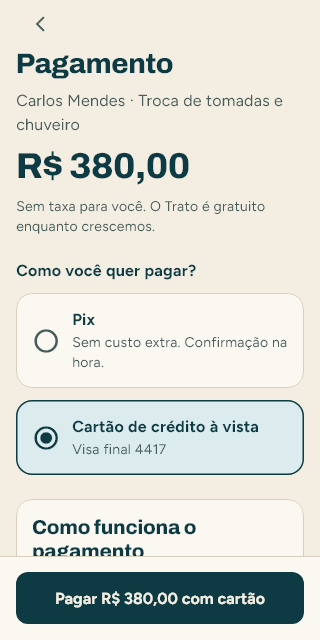 Pagamento
Carlos Mendes · Troca de tomadas e
chuveiro
R$ 380,00
Sem taxa para você. O Trato é gratuito
enquanto crescemos.
Como você quer pagar?
Pix
Sem custo extra. Confirmação na
hora.
Cartão de crédito à vista
Visa final 4417
Como funciona o
pagamento
Pagar R$ 380,00 com cartão